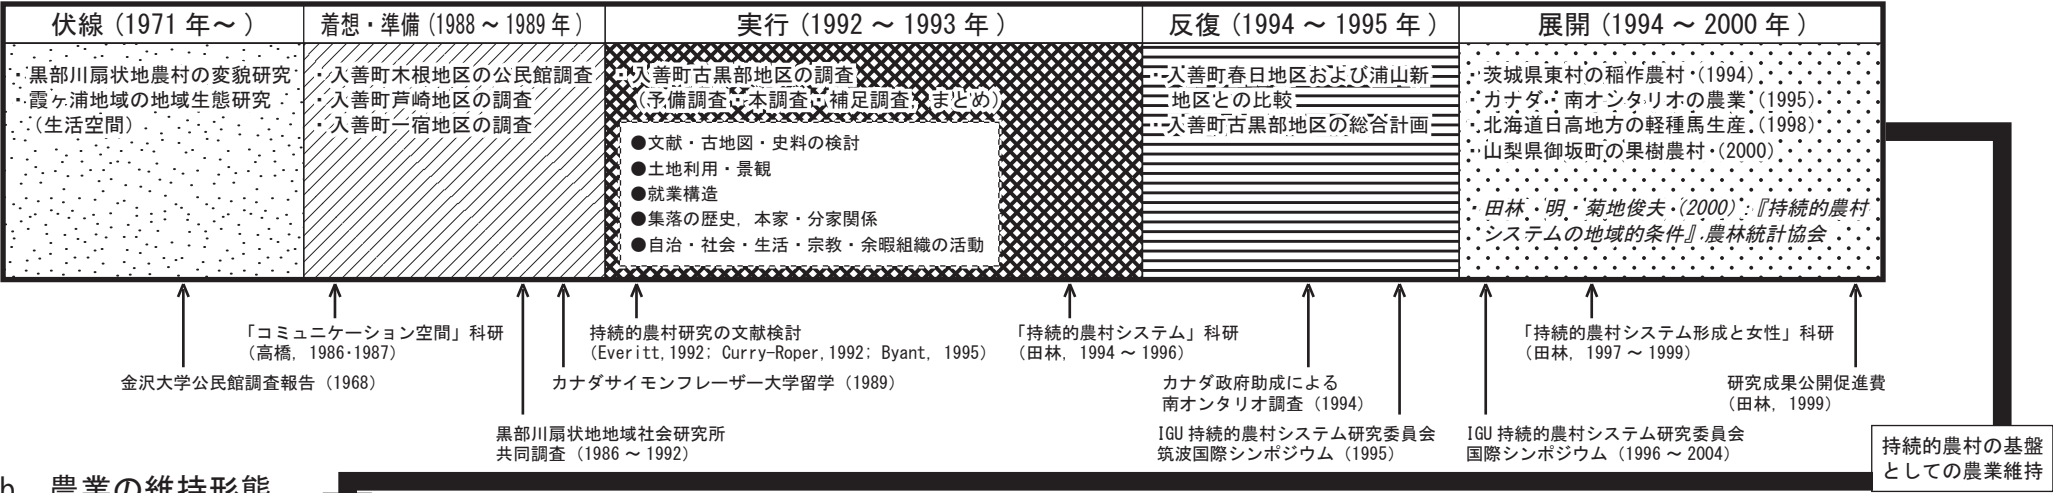 伏線（1971 年～ ）
着想・準備（1988 ～ 1989 年）
実行（1992 ～ 1993 年）
反復（1994 ～ 1995 年）
展開（1994 ～ 2000 年）
・黒部川扇状地農村の変貌研究
・霞ヶ浦地域の地域生態研究
（生活空間）
・入善町木根地区の公民館調査
・入善町芦崎地区の調査
・入善町一宿地区の調査
・入善町古黒部地区の調査
（予備調査・本調査・補足調査, まとめ）
●文献・古地図・史料の検討
●土地利用・景観
●就業構造
●集落の歴史, 本家・分家関係
●自治・社会・生活・宗教・余暇組織の活動
・入善町春日地区および浦山新
地区との比較
・入善町古黒部地区の総合計画
・茨城県東村の稲作農村（1994）
・カナダ・南オンタリオの農業（1995）
・北海道日高地方の軽種馬生産（1998）
・山梨県御坂町の果樹農村（2000）
・田林 明・菊地俊夫（2000）:『持続的農村
システムの地域的条件』. 農林統計協会
「コミュニケーション空間」科研
（高橋, 1986･1987）
金沢大学公民館調査報告（1968）
持続的農村研究の文献検討
（Everitt,1992; Curry-Roper,1992; Byant, 1995）
カナダサイモンフレーザー大学留学（1989）
黒部川扇状地地域社会研究所
共同調査（1986 ～ 1992）
「持続的農村システム」科研
（田林, 1994 ～ 1996）
カナダ政府助成による
南オンタリオ調査（1994）
IGU 持続的農村システム研究委員会
筑波国際シンポジウム（1995）
「持続的農村システム形成と女性」科研
（田林, 1997 ～ 1999）
研究成果公開促進費
（田林, 1999）
IGU 持続的農村システム研究委員会
国際シンポジウム（1996 ～ 2004）
持続的農村の基盤
としての農業維持
b 農業の維持形態